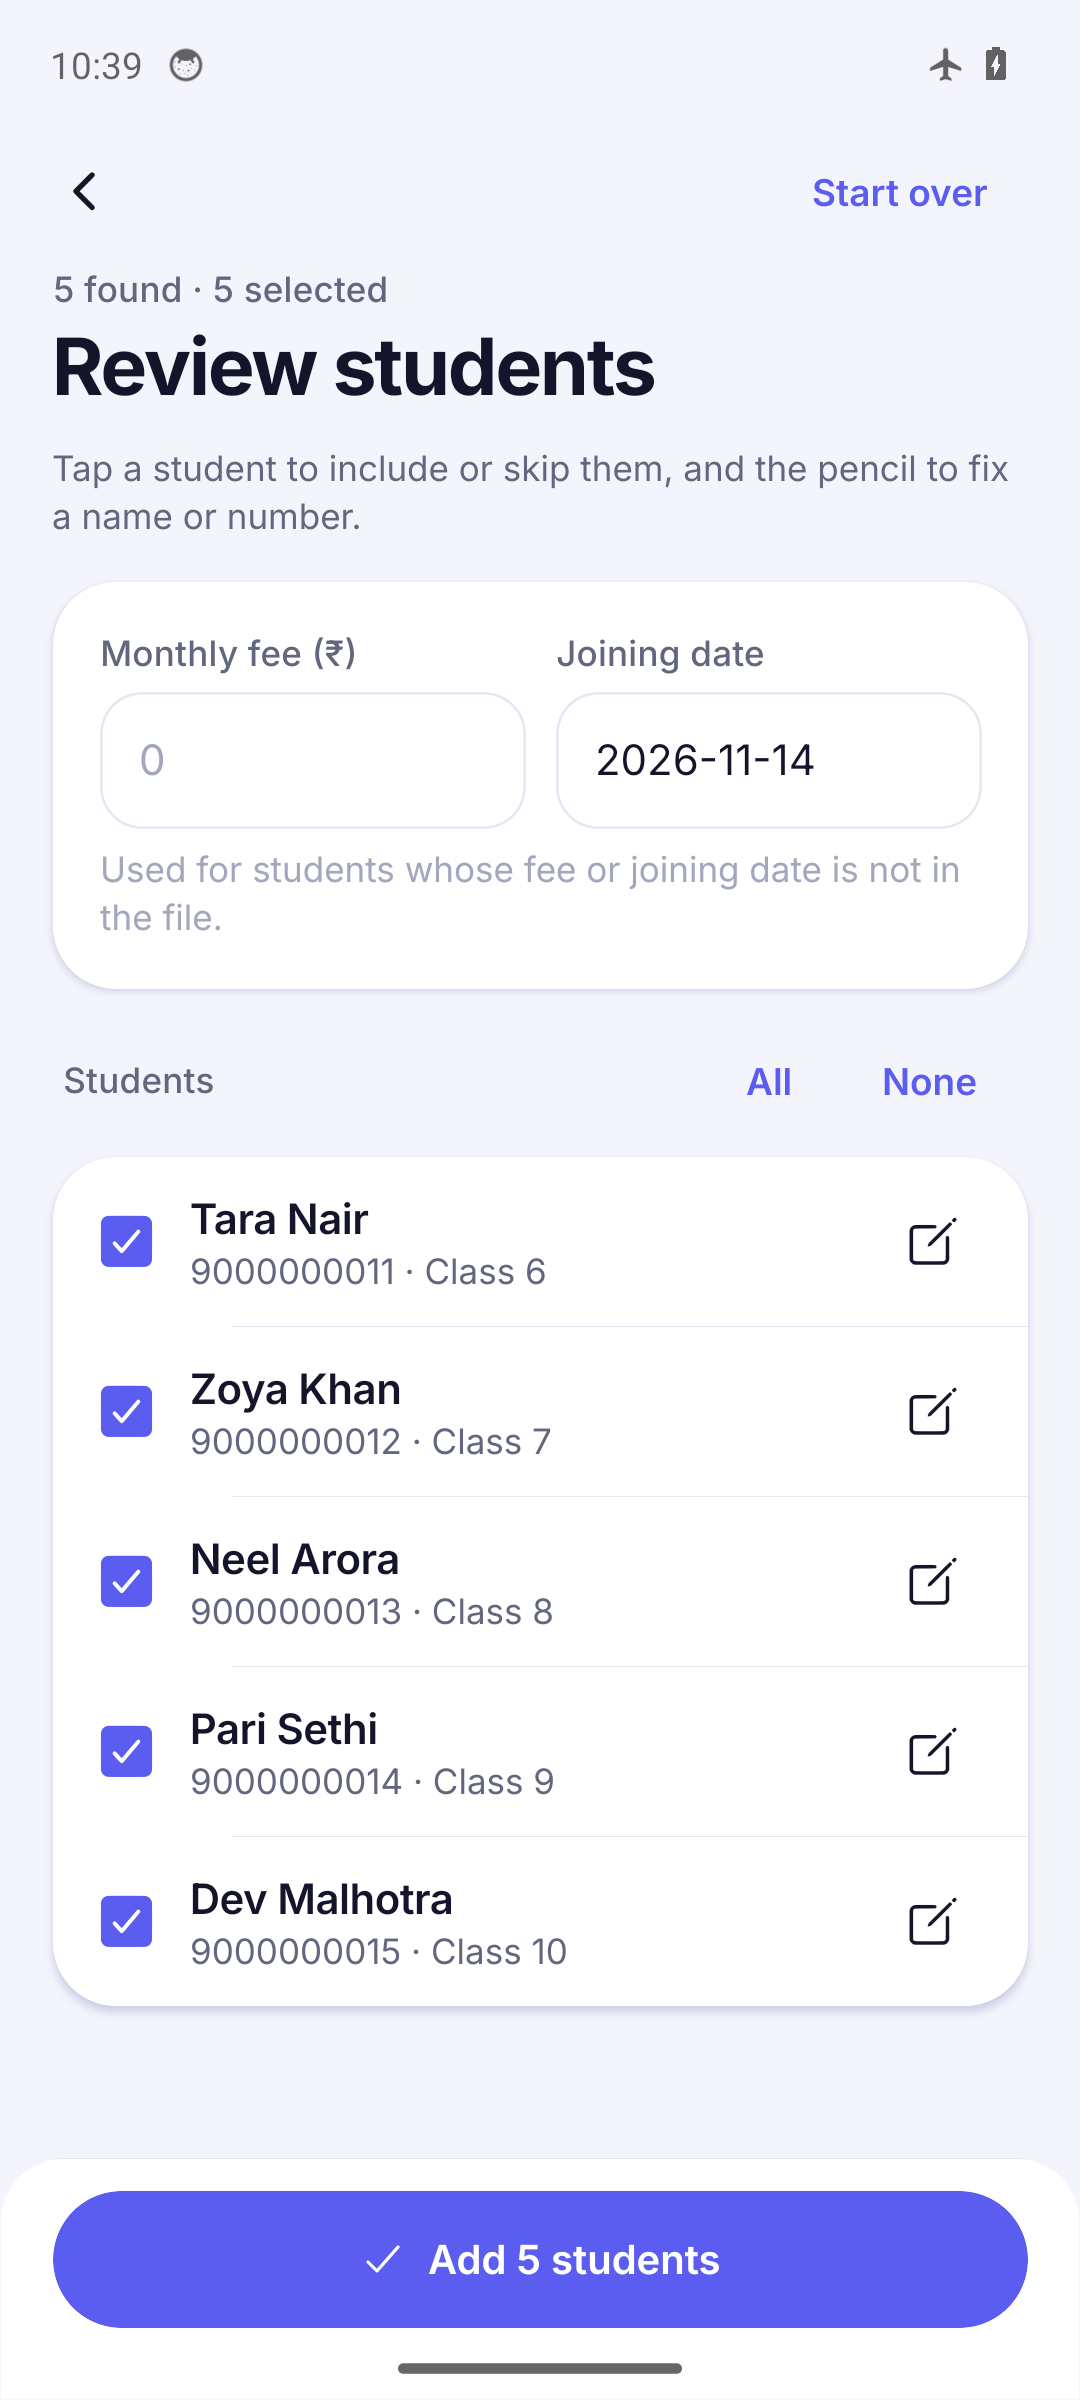 10:39
Start over
5 found · 5 selected
Review students
Tap a student to include or skip them, and the pencil to fix
a name or number.
Monthly fee (₹)
Joining date
0
2026-11-14
Used for students whose fee or joining date is not in
the file.
Students
All
None
Tara Nair
9000000011 · Class 6
Zoya Khan
9000000012 · Class 7
Neel Arora
9000000013 · Class 8
Pari Sethi
9000000014 · Class 9
Dev Malhotra
9000000015 · Class 10
Add 5 students